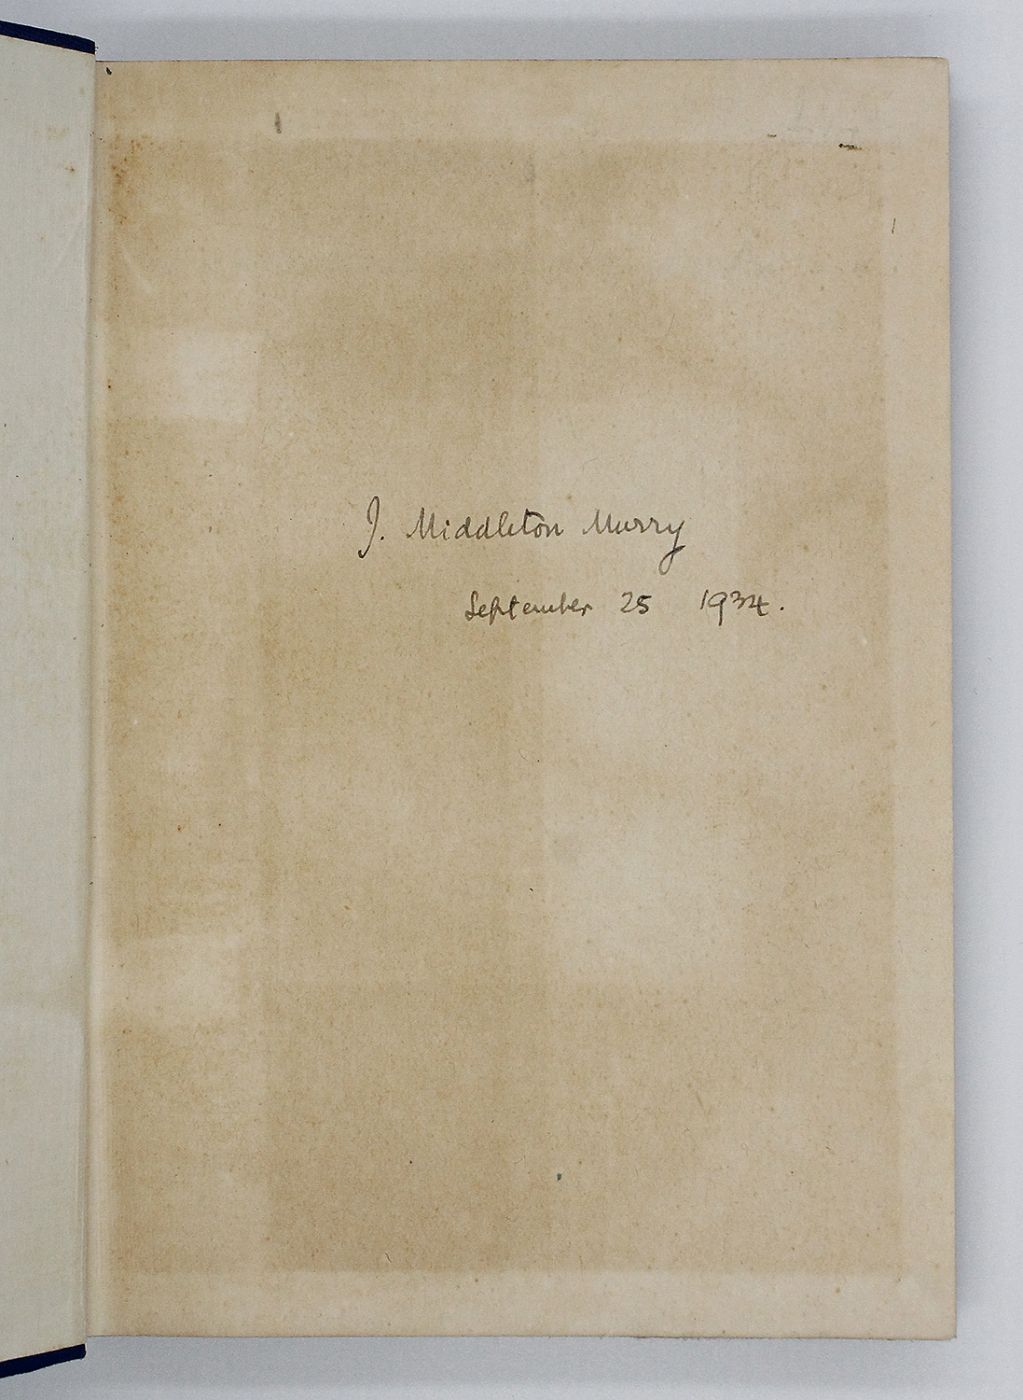 J. Middleton Murry
September 25 1934.